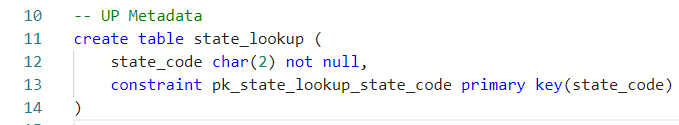 10 -- UP Metadata
11 create table state_lookup (
12     state_code char(2) not null,
13     constraint pk_state_lookup_state_code primary key(state_code)
14 )